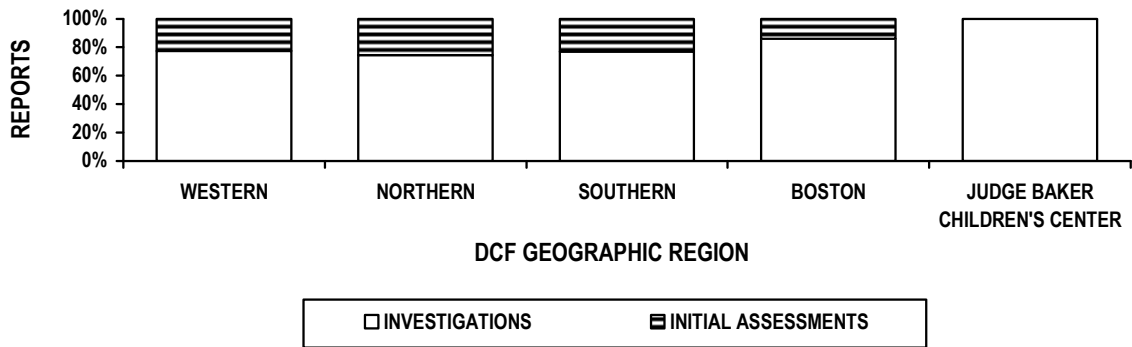 REPORTS
100%
80%
60%
40%
20%
0%
WESTERN
NORTHERN
SOUTHERN
BOSTON
JUDGE BAKER
CHILDREN'S CENTER
DCF GEOGRAPHIC REGION
INVESTIGATIONS
INITIAL ASSESSMENTS